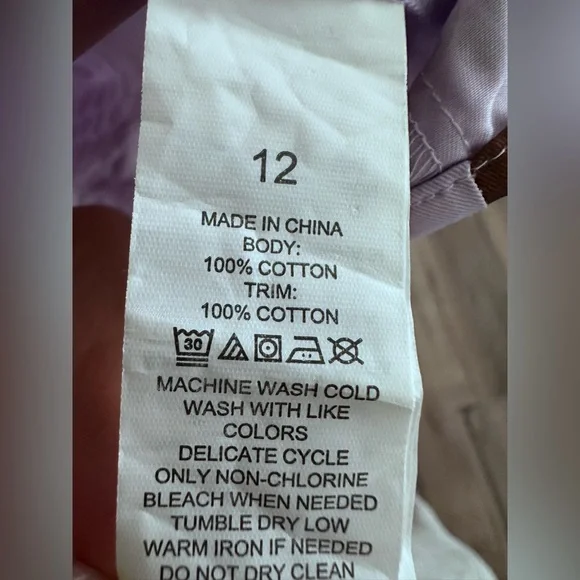 12
MADE IN CHINA
BODY:
100% COTTON
TRIM:
100% COTTON
30
MACHINE WASH COLD
WASH WITH LIKE
COLORS
DELICATE CYCLE
ONLY NON-CHLORINE
BLEACH WHEN NEEDED
TUMBLE DRY LOW
WARM IRON IF NEEDED
DO NOT DRY CLEAN